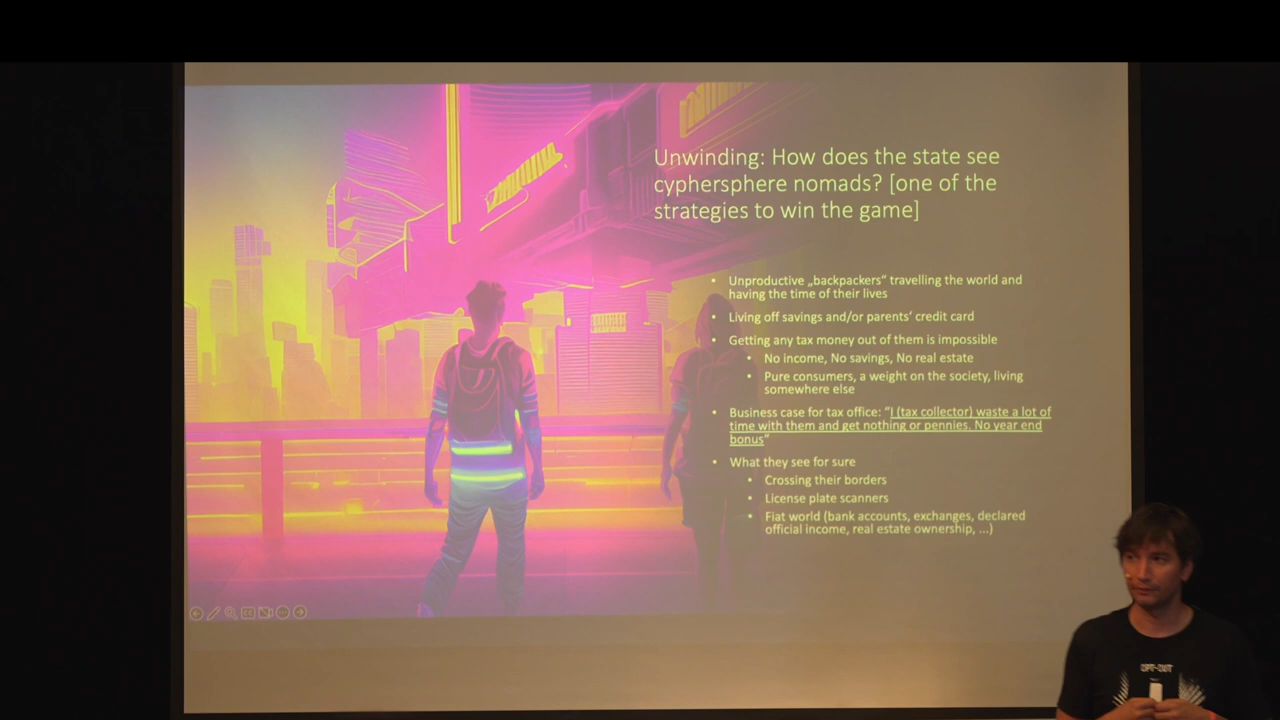 Unwinding: How does the state see
cyphersphere nomads? [one of the
strategies to win the game]
• Unproductive „backpackers“ travelling the world and
having the time of their lives
• Living off savings and/or parents’ credit card
• Getting any tax money out of them is impossible
• No income, No savings, No real estate
• Pure consumers, a weight on the society, living
somewhere else
• Business case for tax office: “I (tax collector) waste a lot of
time with them and get nothing or pennies. No year end
bonus”
• What they see for sure
• Crossing their borders
• License plate scanners
• Fiat world (bank accounts, exchanges, declared
official income, real estate ownership, ...)
OPT-OUT